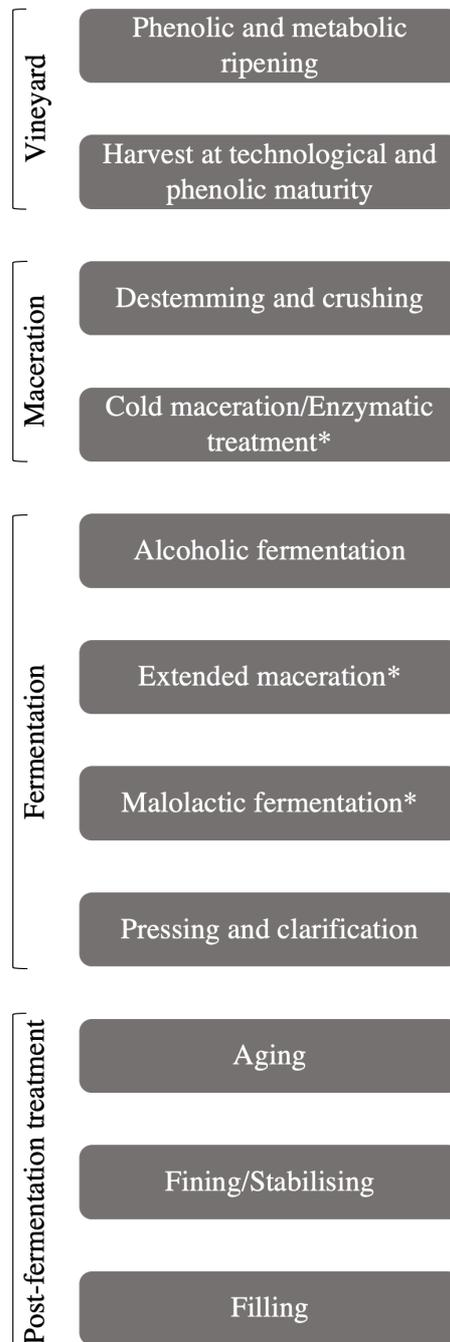 Vineyard
Phenolic and metabolic
ripening
Harvest at technological and
phenolic maturity
Maceration
Destemming and crushing
Cold maceration/Enzymatic
treatment*
Fermentation
Alcoholic fermentation
Extended maceration*
Malolactic fermentation*
Pressing and clarification
Post-fermentation treatment
Aging
Fining/Stabilising
Filling